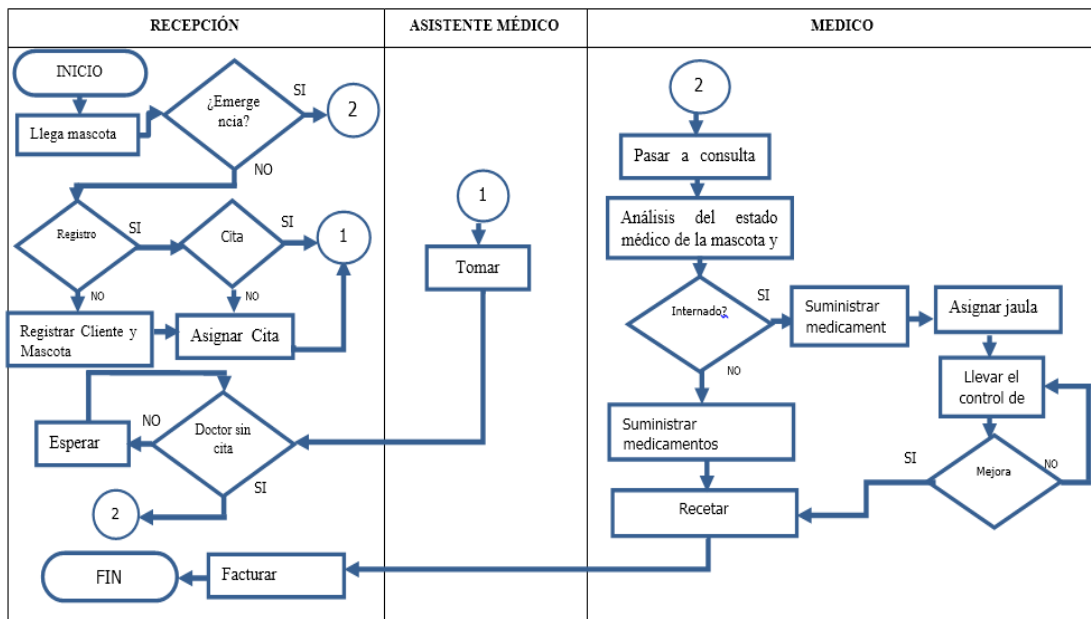 RECEPCIÓN
ASISTENTE MÉDICO
MEDICO
INICIO
Llega mascota
¿Emerge
ncia?
SI
2
NO
Registro
SI
Cita
SI
1
NO
NO
Registrar Cliente y
Mascota
Asignar Cita
Esperar
NO
Doctor sin
cita
SI
2
FIN
Facturar
1
Tomar
2
Pasar a consulta
Análisis del estado
médico de la mascota y
Internado?
SI
Suministrar
medicament
Asignar jaula
NO
Llevar el
control de
Suministrar
medicamentos
SI
Mejora
NO
Recetar